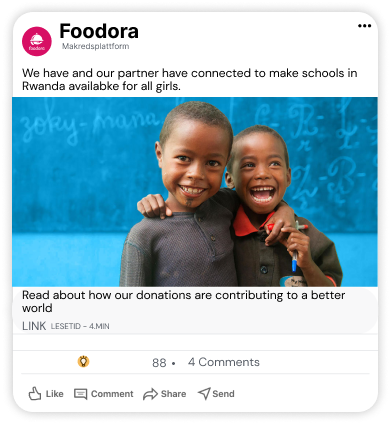 Foodora
foodora
Makredsplattform
We have and our partner have connected to make schools in
Rwanda availabke for all girls.
zoky-mana
Read about how our donations are contributing to a better
world
LINK LESETID - 4.MIN
88 • 4 Comments
Like Comment Share Send